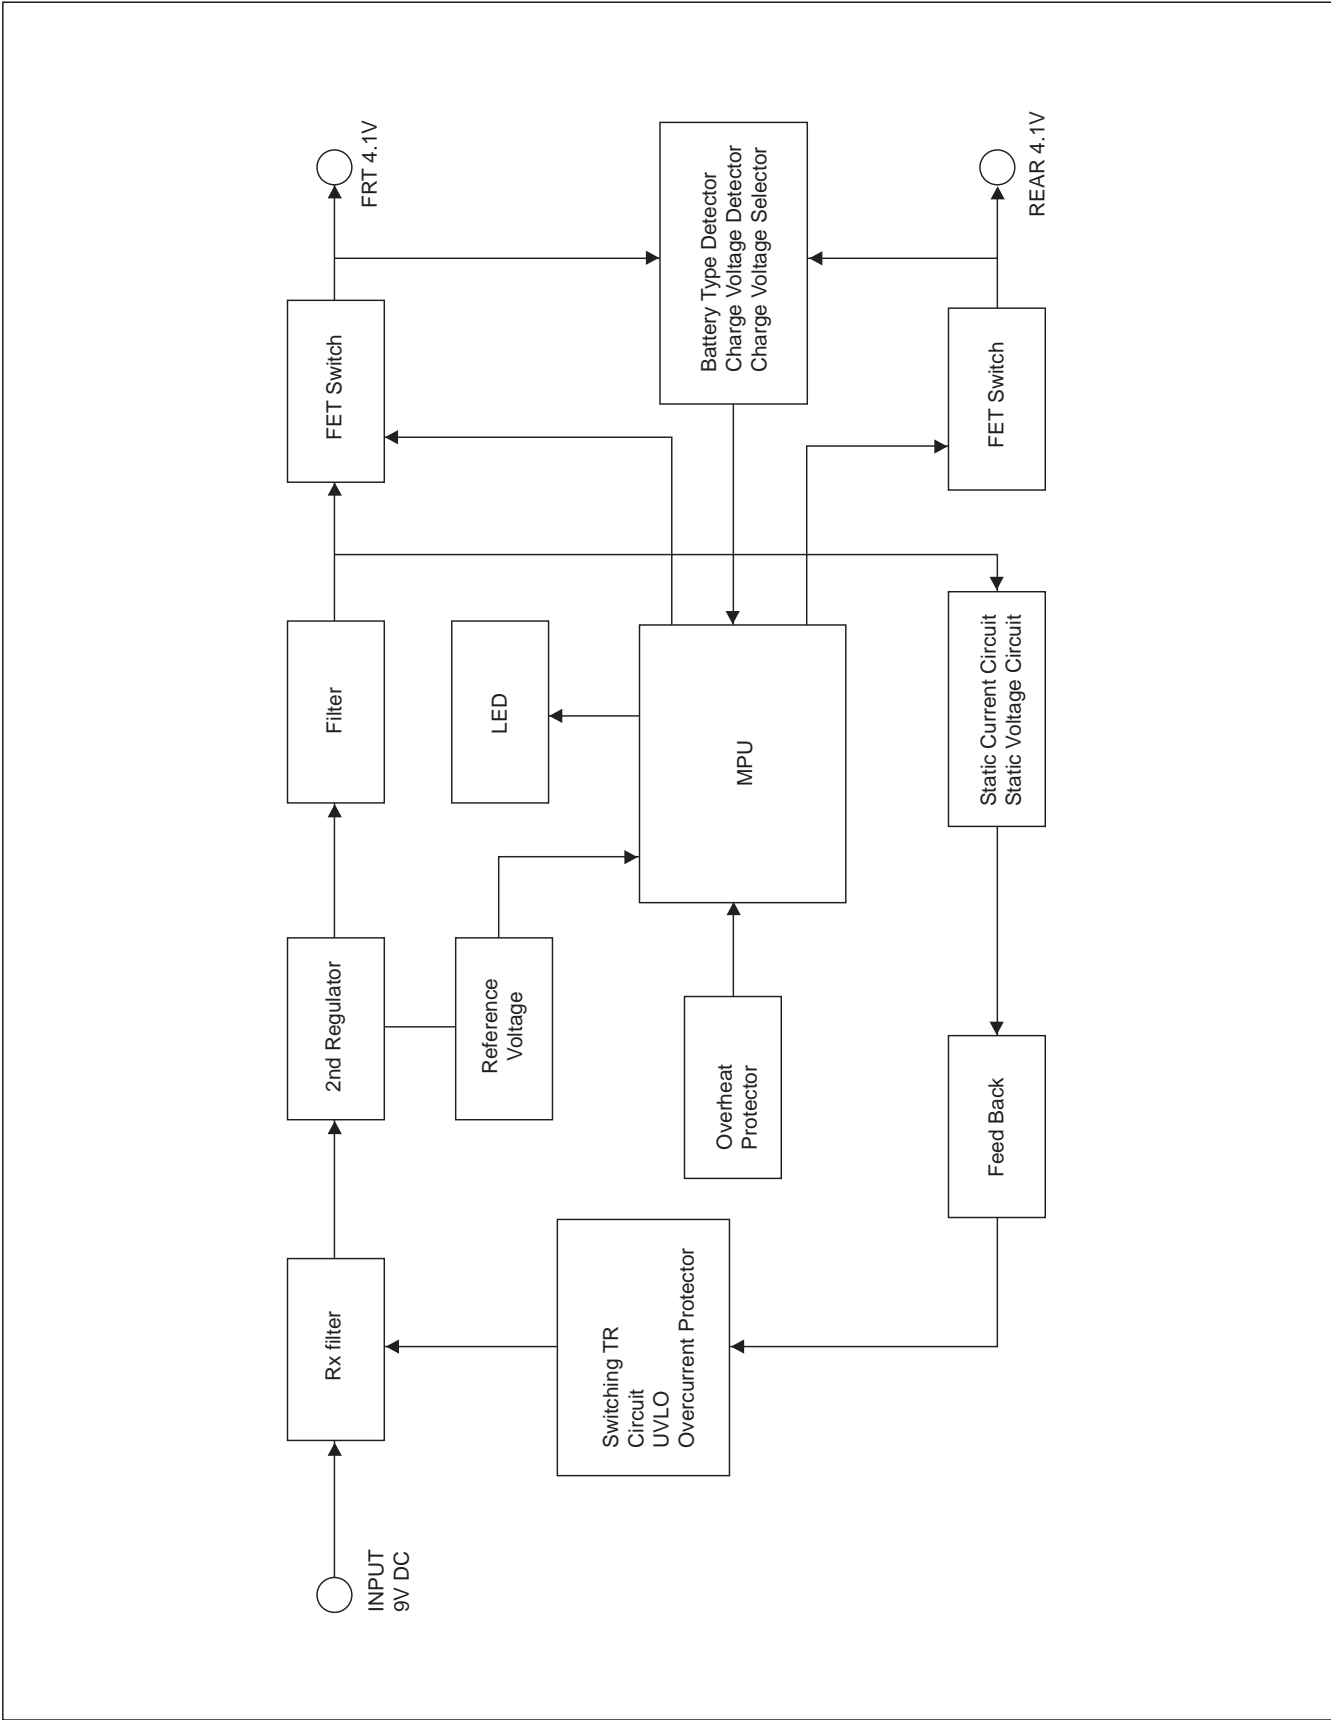 INPUT
9V DC
Rx filter
2nd Regulator
Filter
FET Switch
FRT 4.1V
Reference
Voltage
LED
Switching TR
Circuit
UVLO
Overcurrent Protector
Overheat
Protector
MPU
Battery Type Detector
Charge Voltage Detector
Charge Voltage Selector
Feed Back
Static Current Circuit
Static Voltage Circuit
FET Switch
REAR 4.1V